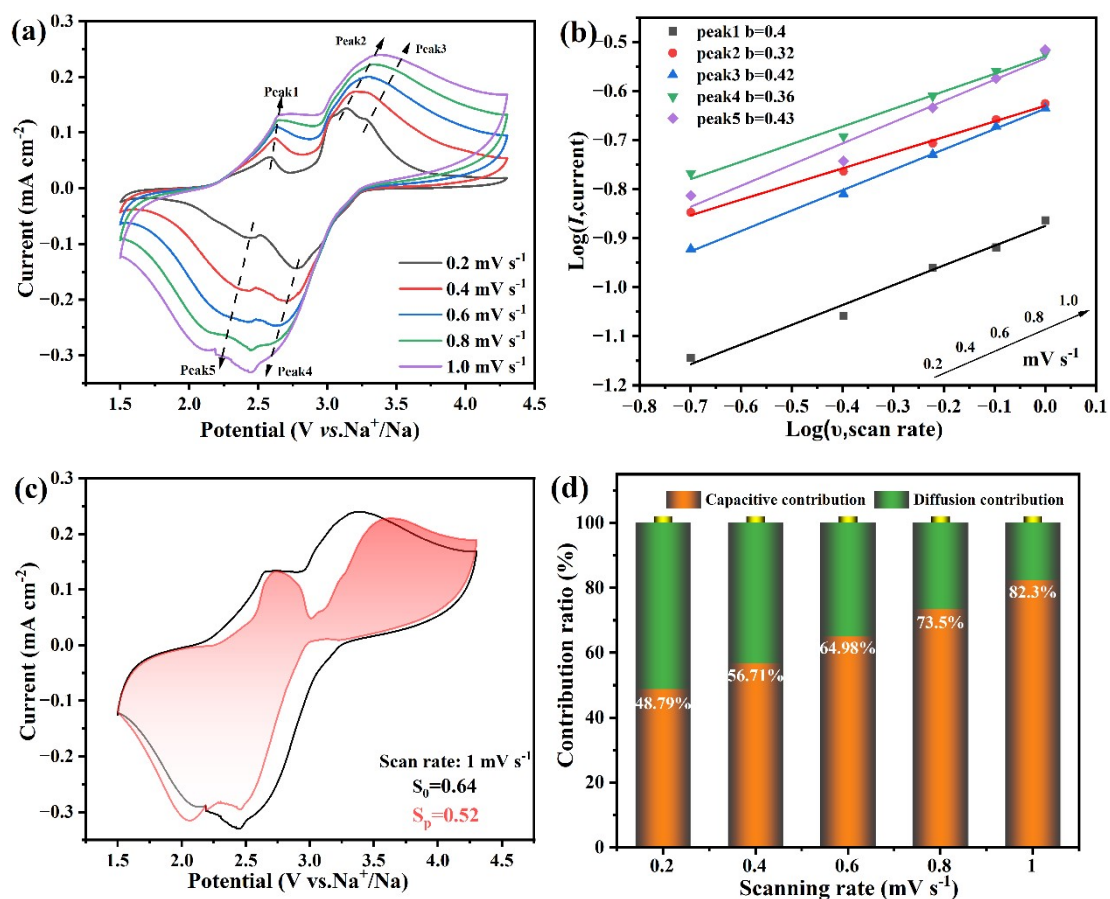 (a)
Current (mA cm⁻²)
0.3
0.2
0.1
0.0
−0.1
−0.2
−0.3
Peak1
Peak2
Peak3
Peak5
Peak4
0.2 mV s⁻¹
0.4 mV s⁻¹
0.6 mV s⁻¹
0.8 mV s⁻¹
1.0 mV s⁻¹
1.5 2.0 2.5 3.0 3.5 4.0 4.5
Potential (V vs.Na⁺/Na)
(b)
Log(I,current)
−0.5
−0.6
−0.7
−0.8
−0.9
−1.0
−1.1
−1.2
peak1 b=0.4
peak2 b=0.32
peak3 b=0.42
peak4 b=0.36
peak5 b=0.43
0.2 0.4 0.6 0.8 1.0
mV s⁻¹
−0.8 −0.7 −0.6 −0.5 −0.4 −0.3 −0.2 −0.1 0.0 0.1
Log(υ,scan rate)
(c)
Current (mA cm⁻²)
0.3
0.2
0.1
0.0
−0.1
−0.2
−0.3
Scan rate: 1 mV s⁻¹
S₀=0.64
Sₚ=0.52
1.5 2.0 2.5 3.0 3.5 4.0 4.5
Potential (V vs.Na⁺/Na)
(d)
Contribution ratio (%)
100
80
60
40
20
0
Capacitive contribution Diffusion contribution
48.79%
56.71%
64.98%
73.5%
82.3%
0.2 0.4 0.6 0.8 1
Scanning rate (mV s⁻¹)